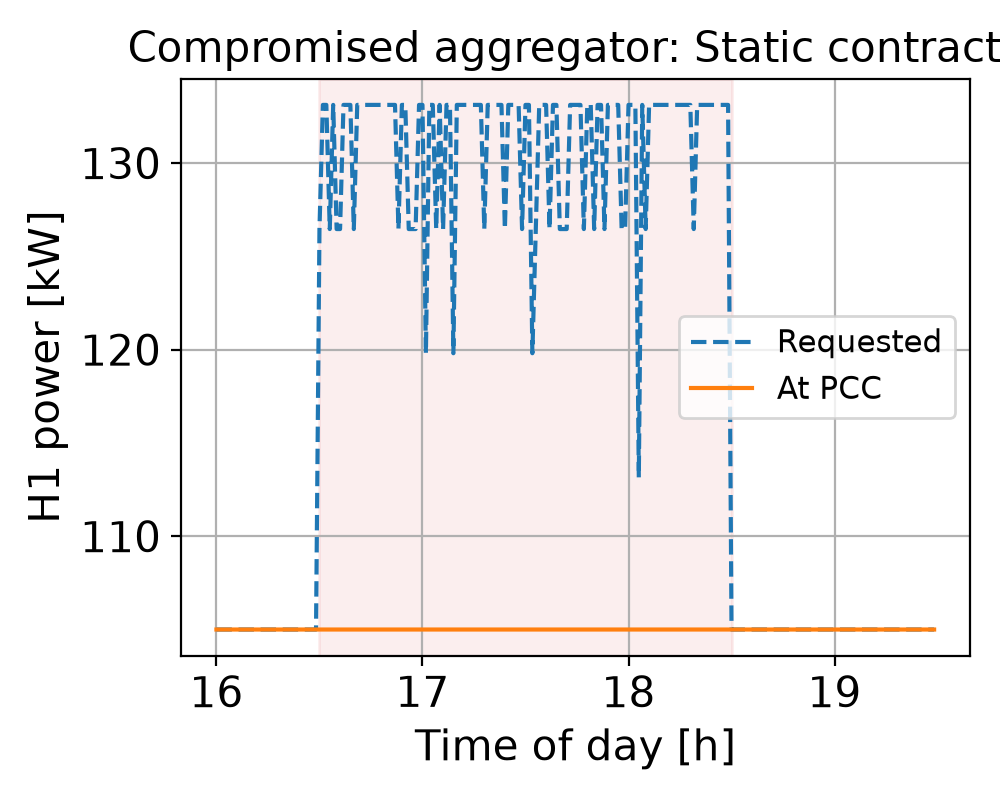 Compromised aggregator: Static contract
H1 power [kW]
130
120
110
Requested
At PCC
16 17 18 19
Time of day [h]